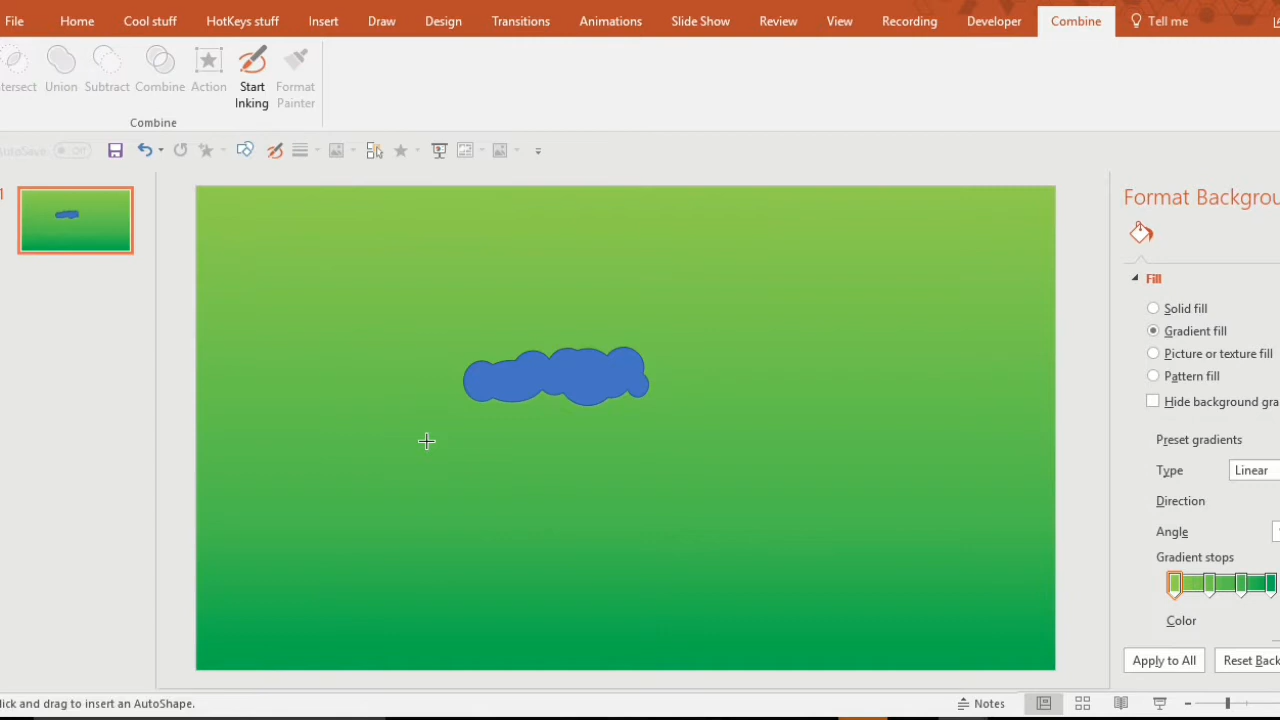 File Home Cool stuff HotKeys stuff Insert Draw Design Transitions Animations Slide Show Review View Recording Developer Combine Tell me
tersect Union Subtract Combine Action Start Inking Format Painter
Combine
AutoSave Off
1
Format Backgrou
Fill
Solid fill
Gradient fill
Picture or texture fill
Pattern fill
Hide background gra
Preset gradients
Type Linear
Direction
Angle
Gradient stops
Color
Apply to All Reset Back
lick and drag to insert an AutoShape. Notes